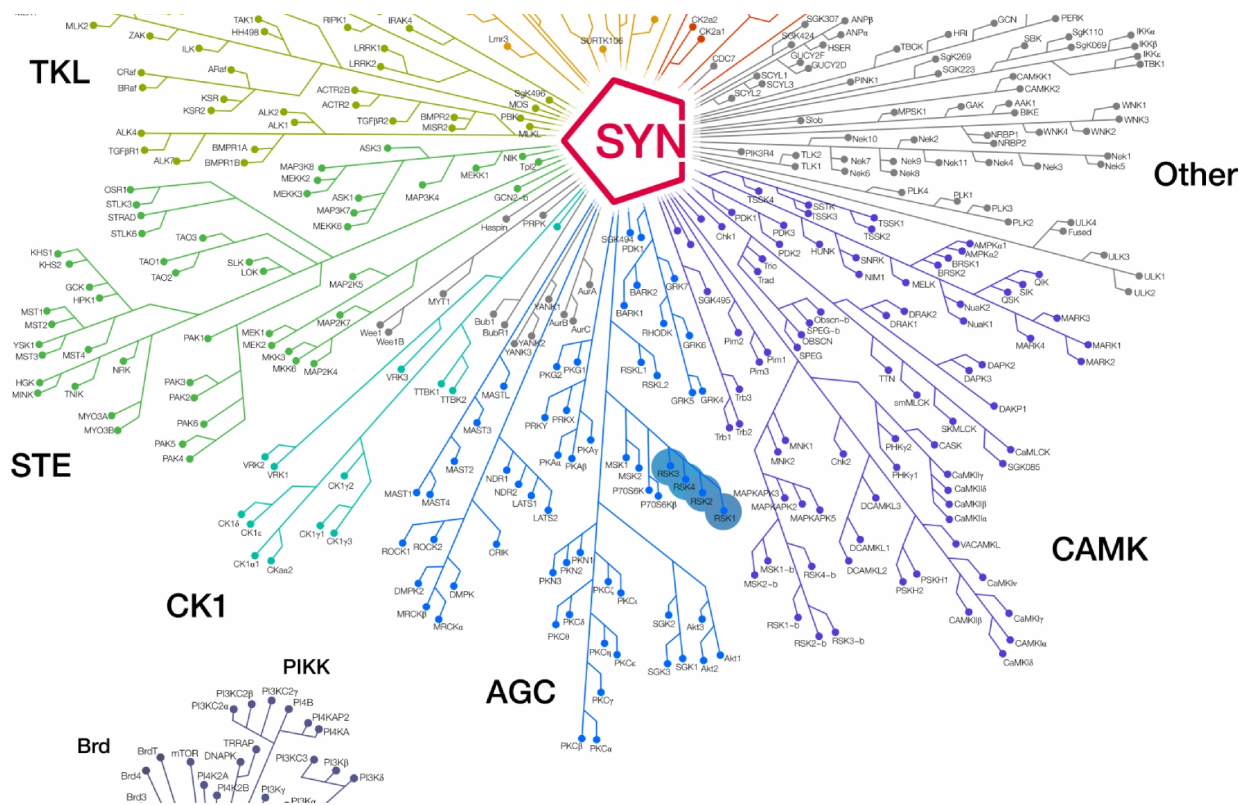 MLK2
ZAK
TAK1
HH498
ILK
RIPK1
IRAK4
LRRK1
LRRK2
Lmr3
SURTK106
CK2a2
CK2a1
CDC7
SGK307
SGK424
ANPβ
ANPα
HSER
GUCY2F
GUCY2D
SCYL1
SCYL3
SCYL2
TBCK
PINK1
HRI
GCN
PERK
SBK
SgK110
SgK069
SgK269
SGK223
IKKα
IKKβ
IKKε
TBK1
TKL
CRaf
BRaf
ARaf
KSR
KSR2
ALK2
ALK1
ACTR2B
ACTR2
TGFβR2
BMPR2
MISR2
SgK496
MOS
PBK
MLKL
ALK4
TGFβR1
ALK7
BMPR1A
BMPR1B
SYN
CAMKK1
CAMKK2
MPSK1
GAK
AAK1
BIKE
Slob
WNK1
WNK3
WNK4
WNK2
NRBP1
NRBP2
Nek10
Nek2
PIK3R4
TLK2
TLK1
Nek7
Nek6
Nek9
Nek8
Nek11
Nek4
Nek3
Nek1
Nek5
Other
PLK4
PLK1
PLK3
PLK2
ULK4
Fused
ULK3
ULK1
ULK2
ASK3
MAP3K8
MEKK2
MEKK3
ASK1
MAP3K7
MEKK6
MAP3K4
MEKK1
NIK
Tpl2
GCN2-b
PRPK
Haspin
OSR1
STLK3
STRAD
STLK6
TAO3
TAO1
TAO2
SLK
LOK
KHS1
KHS2
GCK
HPK1
MST1
MST2
YSK1
MST3
MST4
HGK
MINK
TNIK
NRK
MYO3A
MYO3B
PAK1
PAK3
PAK2
PAK6
PAK5
PAK4
MAP2K5
MAP2K7
MEK1
MEK2
MKK3
MKK6
MAP2K4
STE
MYT1
Wee1
Wee1B
VRK3
TTBK1
TTBK2
VRK2
VRK1
CK1γ2
CK1δ
CK1ε
CK1γ1
CK1γ3
CK1α1
CKaα2
CK1
Bub1
BubR1
YANK1
YANK2
YANK3
AurA
AurB
AurC
SGK494
PDK1
BARK2
BARK1
GRK7
RHODK
GRK6
GRK5
GRK4
RSKL1
RSKL2
PKG2
PKG1
MASTL
MAST3
MAST2
MAST1
MAST4
PRKY
PRKX
PKAγ
PKAα
PKAβ
NDR1
NDR2
LATS1
LATS2
ROCK1
ROCK2
CRIK
DMPK2
DMPK
MRCKβ
MRCKα
MSK1
MSK2
P70S6K
P70S6Kβ
RSK3
RSK4
RSK2
RSK1
PKN3
PKN2
PKN1
PKCζ
PKCι
PKCδ
PKCθ
PKCη
PKCε
PKCγ
PKCβ
PKCα
SGK2
SGK3
SGK1
Akt3
Akt2
Akt1
AGC
TSSK4
SSTK
TSSK3
TSSK1
TSSK2
PDK1
Chk1
PDK3
PDK2
HUNK
SNRK
NIM1
MELK
Trio
Trad
SGK495
Pim2
Pim1
Pim3
Trb3
Trb1
Trb2
Obscn-b
SPEG-b
OBSCN
SPEG
DRAK2
DRAK1
AMPKα1
AMPKα2
BRSK1
BRSK2
QIK
SIK
QSK
NuaK2
NuaK1
MARK3
MARK4
MARK1
MARK2
DAPK2
DAPK3
DAKP1
TTN
smMLCK
SKMLCK
CaMLCK
SGK085
CASK
PHKγ2
PHKγ1
CaMKIIγ
CaMKIIδ
CaMKIIβ
CaMKIIα
MNK1
MNK2
Chk2
MAPKAPK3
MAPKAPK2
MAPKAPK5
DCAMKL3
DCAMKL1
DCAMKL2
MSK1-b
MSK2-b
RSK4-b
RSK1-b
RSK2-b
RSK3-b
PSKH1
PSKH2
VACAMKL
CaMKIv
CaMKIγ
CAMKIIβ
CaMKIα
CaMKIδ
CAMK
PIKK
PI3KC2β
PI3KC2α
PI3KC2γ
PI4B
PI4KAP2
PI4KA
TRRAP
DNAPK
mTOR
PI4K2A
PI4K2B
PI3KC3
PI3Kβ
PI3Kδ
PI3Kγ
PI3Kα
Brd
BrdT
Brd4
Brd3